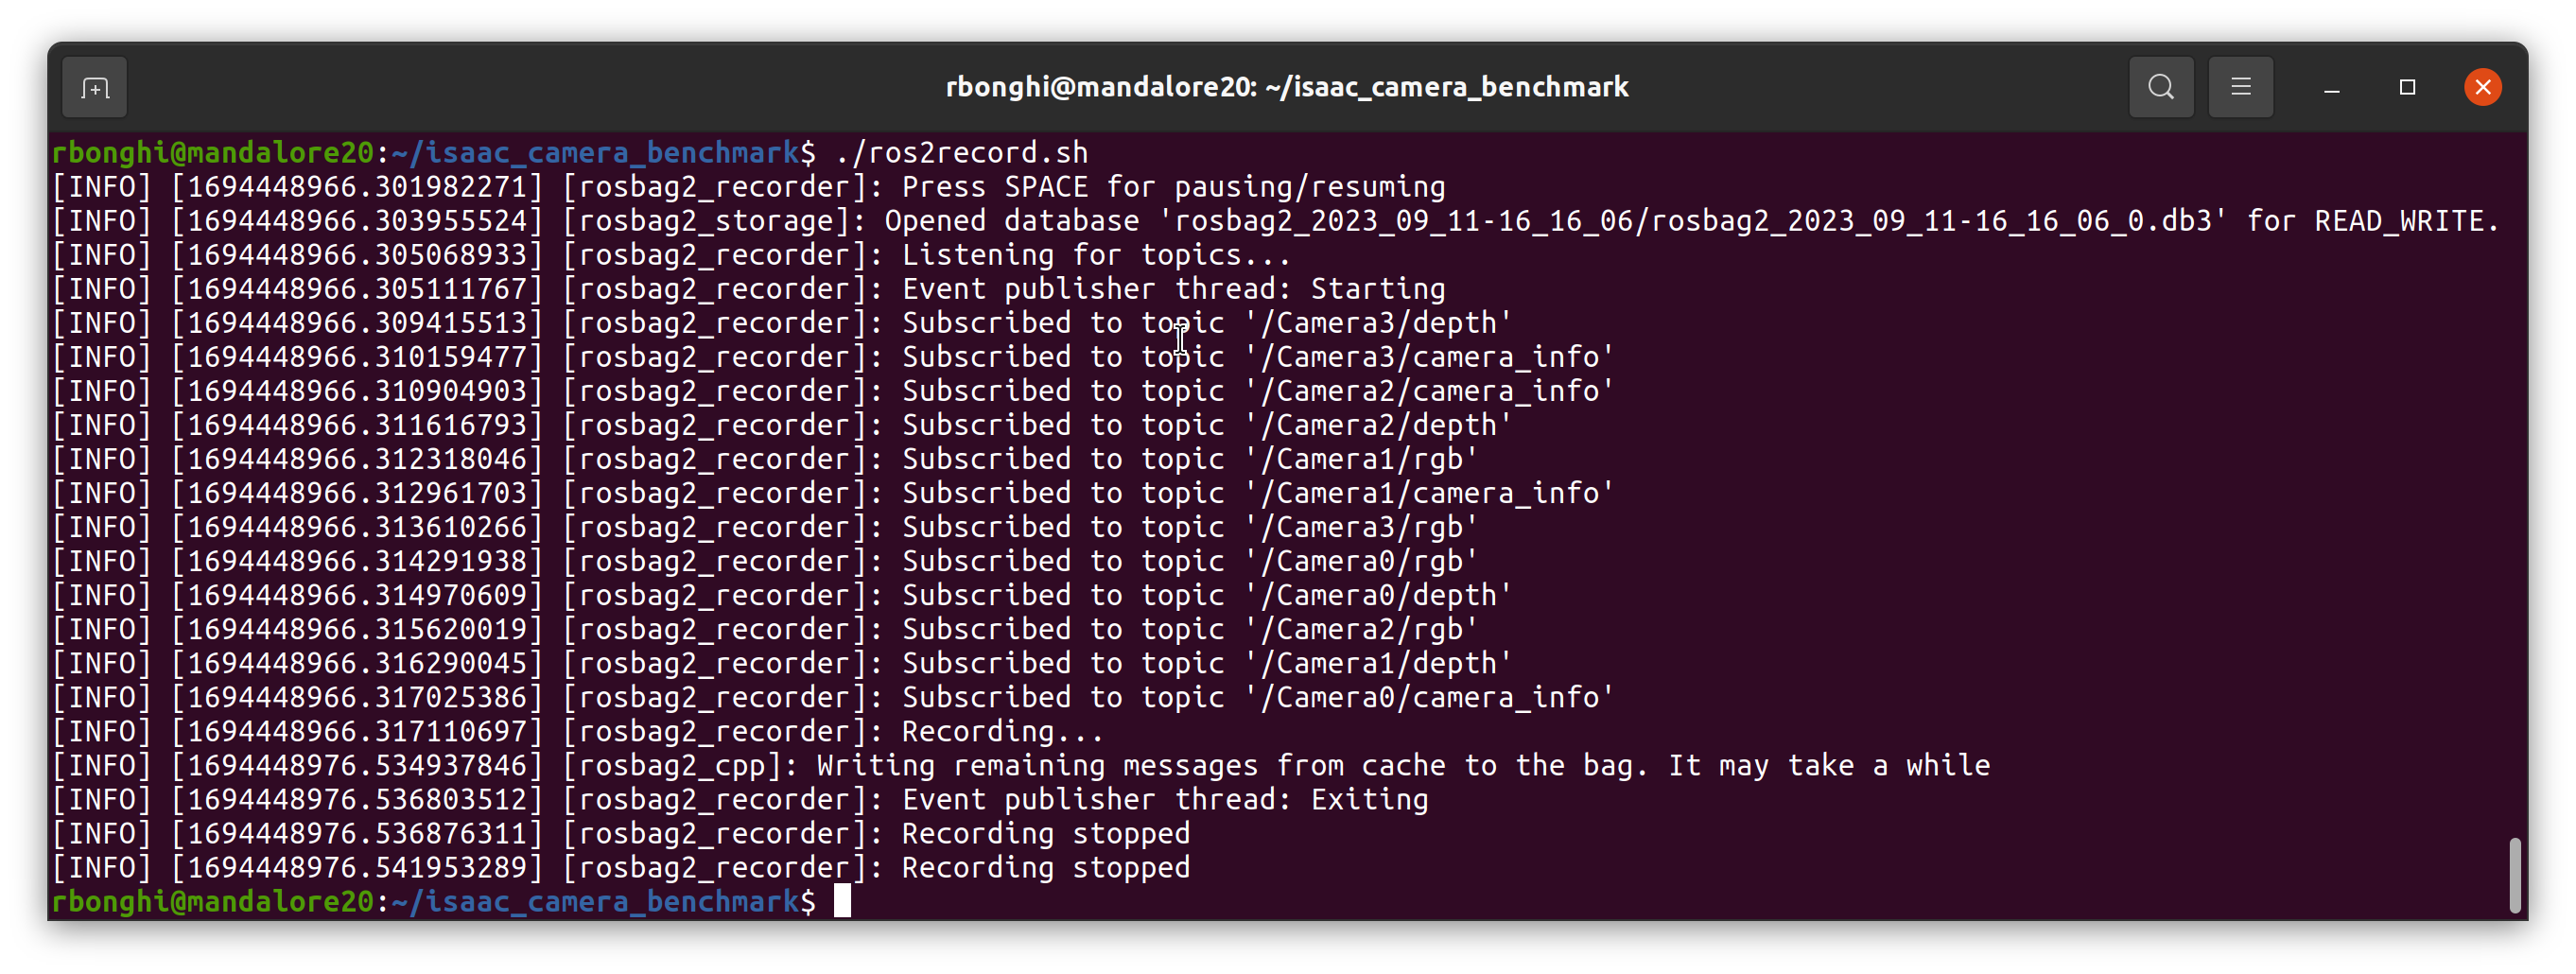 rbonghi@mandalore20: ~/isaac_camera_benchmark
rbonghi@mandalore20:~/isaac_camera_benchmark$ ./ros2record.sh
[INFO] [1694448966.301982271] [rosbag2_recorder]: Press SPACE for pausing/resuming
[INFO] [1694448966.303955524] [rosbag2_storage]: Opened database 'rosbag2_2023_09_11-16_16_06/rosbag2_2023_09_11-16_16_06_0.db3' for READ_WRITE.
[INFO] [1694448966.305068933] [rosbag2_recorder]: Listening for topics...
[INFO] [1694448966.305111767] [rosbag2_recorder]: Event publisher thread: Starting
[INFO] [1694448966.309415513] [rosbag2_recorder]: Subscribed to topic '/Camera3/depth'
[INFO] [1694448966.310159477] [rosbag2_recorder]: Subscribed to topic '/Camera3/camera_info'
[INFO] [1694448966.310904903] [rosbag2_recorder]: Subscribed to topic '/Camera2/camera_info'
[INFO] [1694448966.311616793] [rosbag2_recorder]: Subscribed to topic '/Camera2/depth'
[INFO] [1694448966.312318046] [rosbag2_recorder]: Subscribed to topic '/Camera1/rgb'
[INFO] [1694448966.312961703] [rosbag2_recorder]: Subscribed to topic '/Camera1/camera_info'
[INFO] [1694448966.313610266] [rosbag2_recorder]: Subscribed to topic '/Camera3/rgb'
[INFO] [1694448966.314291938] [rosbag2_recorder]: Subscribed to topic '/Camera0/rgb'
[INFO] [1694448966.314970609] [rosbag2_recorder]: Subscribed to topic '/Camera0/depth'
[INFO] [1694448966.315620019] [rosbag2_recorder]: Subscribed to topic '/Camera2/rgb'
[INFO] [1694448966.316290045] [rosbag2_recorder]: Subscribed to topic '/Camera1/depth'
[INFO] [1694448966.317025386] [rosbag2_recorder]: Subscribed to topic '/Camera0/camera_info'
[INFO] [1694448966.317110697] [rosbag2_recorder]: Recording...
[INFO] [1694448976.534937846] [rosbag2_cpp]: Writing remaining messages from cache to the bag. It may take a while
[INFO] [1694448976.536803512] [rosbag2_recorder]: Event publisher thread: Exiting
[INFO] [1694448976.536876311] [rosbag2_recorder]: Recording stopped
[INFO] [1694448976.541953289] [rosbag2_recorder]: Recording stopped
rbonghi@mandalore20:~/isaac_camera_benchmark$